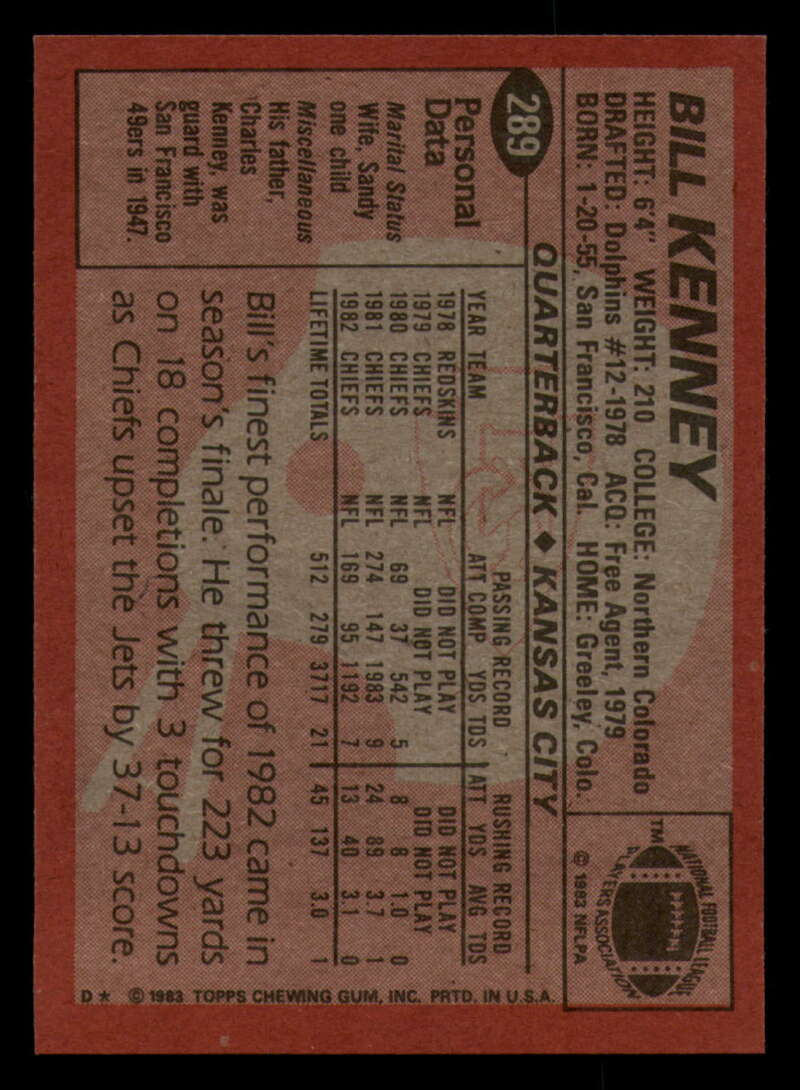 BILL KENNEY
HEIGHT: 6'4" WEIGHT: 210 COLLEGE: Northern Colorado
DRAFTED: Dolphins #12-1978 ACQ: Free Agent, 1979
BORN: 1-20-55, San Francisco, Cal. HOME: Greeley, Colo.
NATIONAL FOOTBALL LEAGUE
PLAYERS ASSOCIATION
TM
© 1983 NFLPA
289
QUARTERBACK ♦ KANSAS CITY
Personal
Data
Marital Status
Wife, Sandy
one child
Miscellaneous
His father,
Charles
Kenney, was
guard with
San Francisco
49ers in 1947.
PASSING RECORD RUSHING RECORD
YEAR TEAM ATT COMP YDS TDS ATT YDS AVG TDS
1978 REDSKINS NFL DID NOT PLAY DID NOT PLAY
1979 CHIEFS NFL DID NOT PLAY DID NOT PLAY
1980 CHIEFS NFL 69 37 542 5 8 8 1.0 0
1981 CHIEFS NFL 274 147 1983 9 24 89 3.7 1
1982 CHIEFS NFL 169 95 1192 7 13 40 3.1 0
LIFETIME TOTALS 512 279 3717 21 45 137 3.0 1
Bill's finest performance of 1982 came in
season's finale. He threw for 223 yards
on 18 completions with 3 touchdowns
as Chiefs upset the Jets by 37-13 score.
D* © 1983 TOPPS CHEWING GUM, INC. PRTD. IN U.S.A.